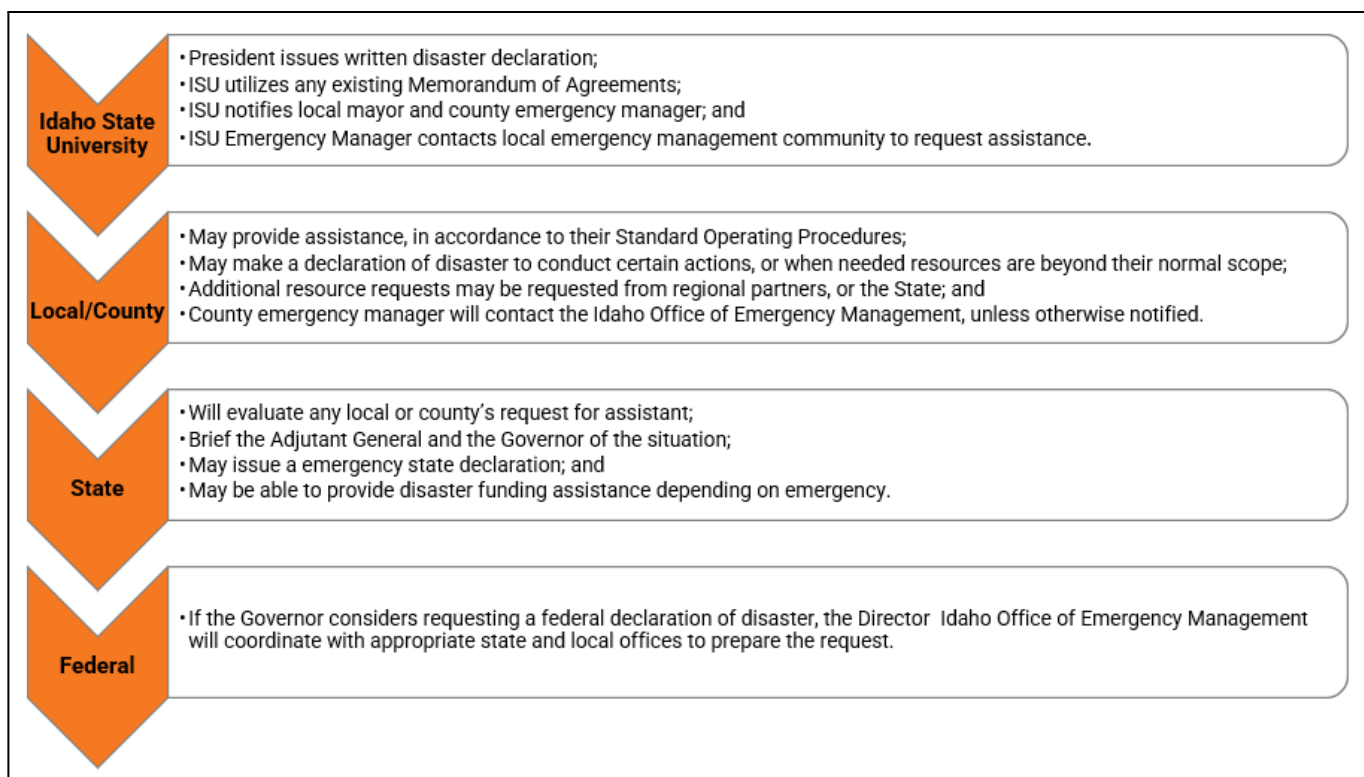 Idaho State
University
•President issues written disaster declaration;
•ISU utilizes any existing Memorandum of Agreements;
•ISU notifies local mayor and county emergency manager; and
•ISU Emergency Manager contacts local emergency management community to request assistance.
Local/County
•May provide assistance, in accordance to their Standard Operating Procedures;
•May make a declaration of disaster to conduct certain actions, or when needed resources are beyond their normal scope;
•Additional resource requests may be requested from regional partners, or the State; and
•County emergency manager will contact the Idaho Office of Emergency Management, unless otherwise notified.
State
•Will evaluate any local or county’s request for assistant;
•Brief the Adjutant General and the Governor of the situation;
•May issue a emergency state declaration; and
•May be able to provide disaster funding assistance depending on emergency.
Federal
•If the Governor considers requesting a federal declaration of disaster, the Director Idaho Office of Emergency Management
will coordinate with appropriate state and local offices to prepare the request.